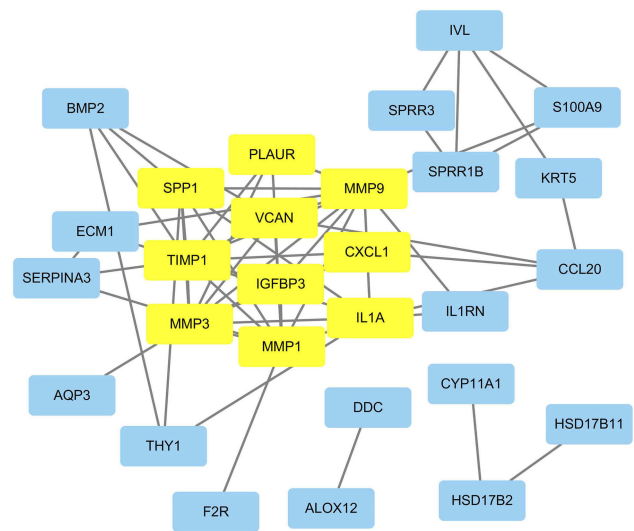 IVL
BMP2
SPRR3
S100A9
PLAUR
SPRR1B
SPP1
MMP9
KRT5
VCAN
ECM1
CXCL1
TIMP1
CCL20
SERPINA3
IGFBP3
IL1RN
MMP3
IL1A
MMP1
CYP11A1
AQP3
DDC
HSD17B11
THY1
HSD17B2
F2R
ALOX12